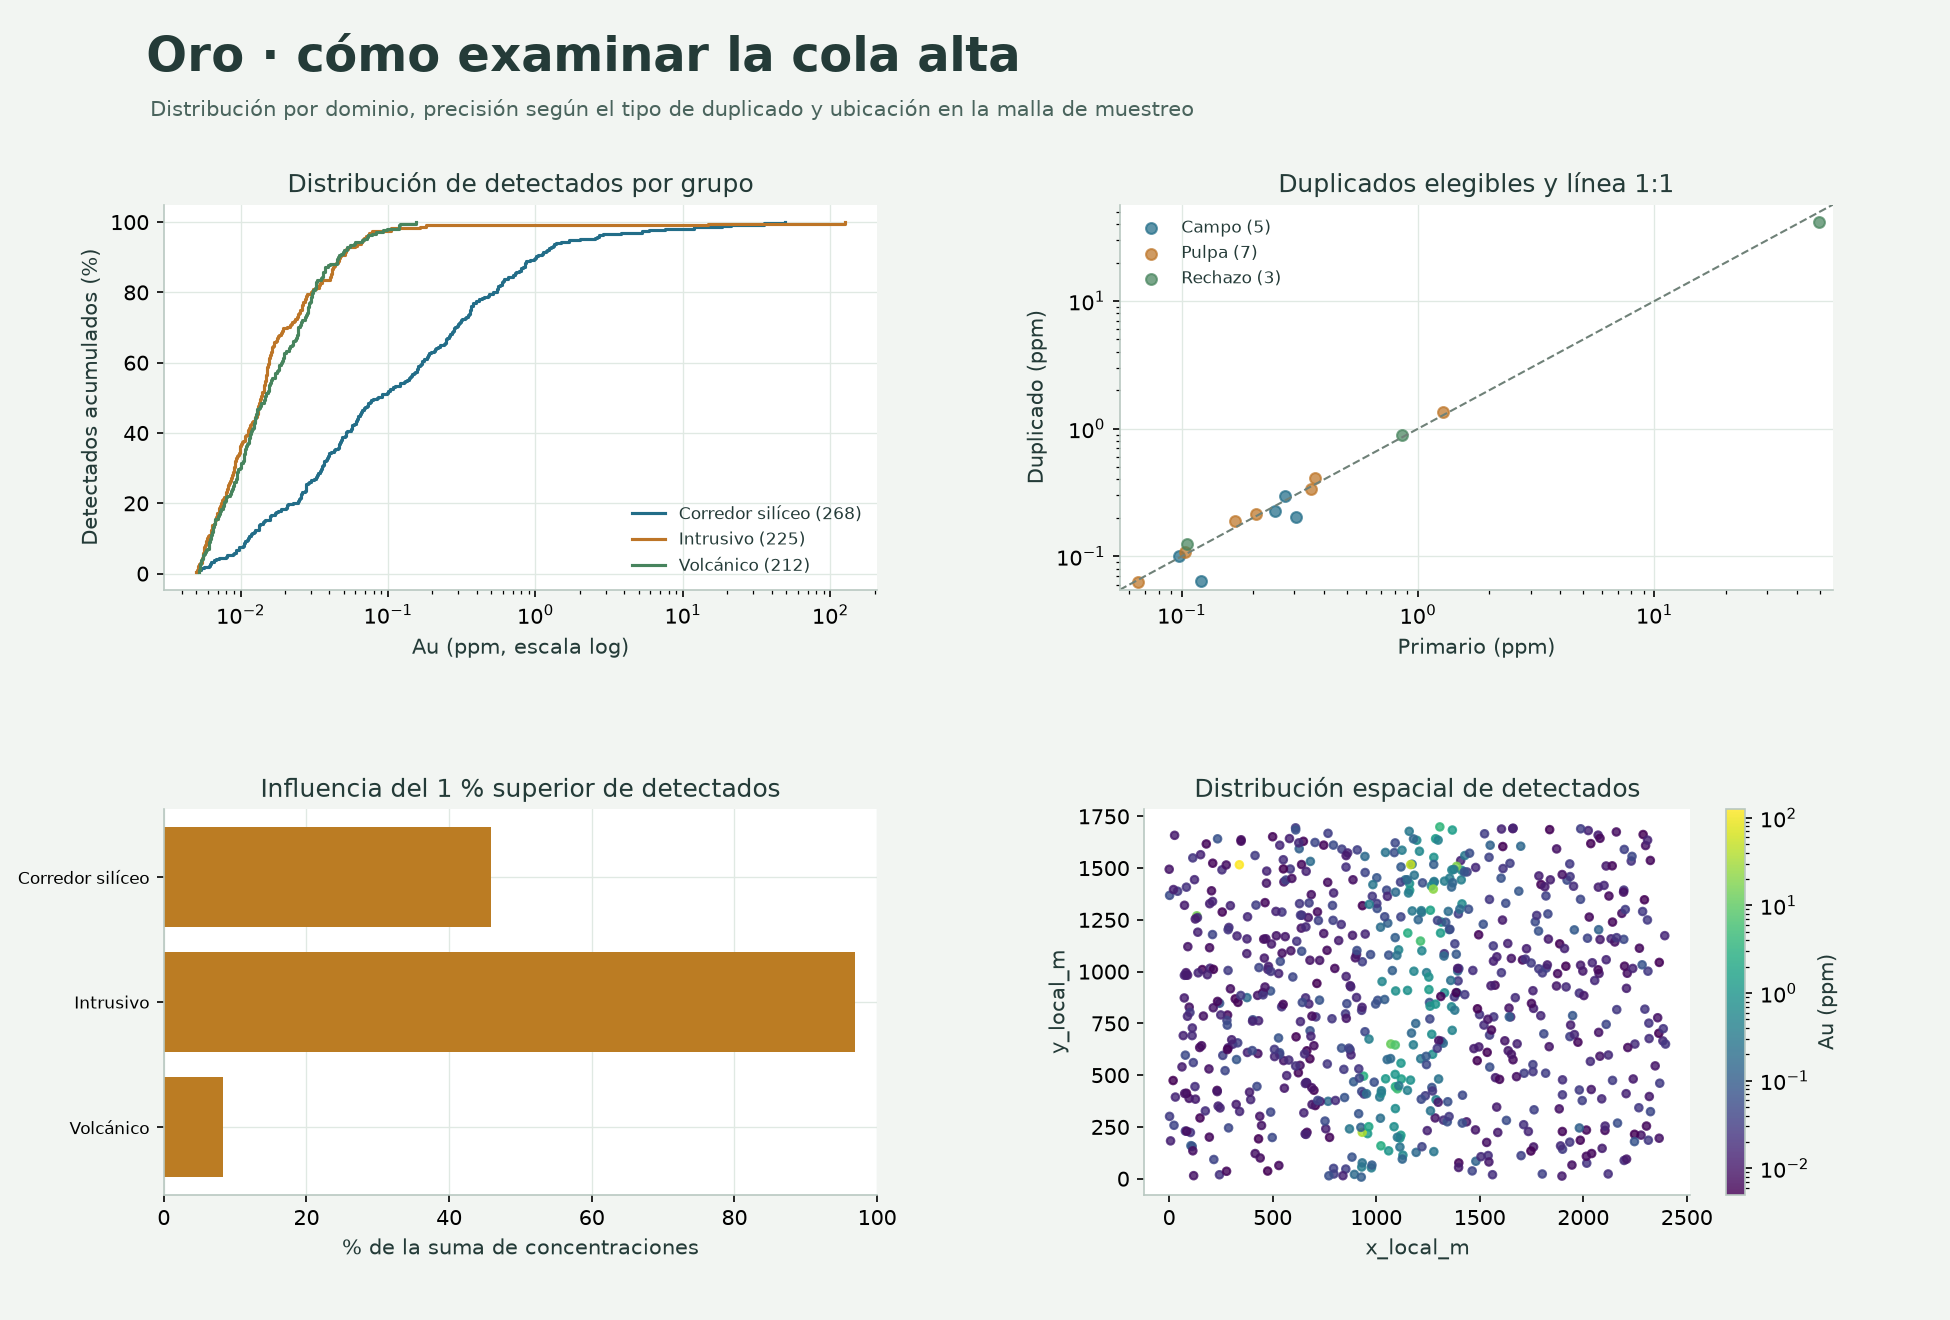 Oro · cómo examinar la cola alta
Distribución por dominio, precisión según el tipo de duplicado y ubicación en la malla de muestreo
Distribución de detectados por grupo
Detectados acumulados (%)
100
80
60
40
20
0
Corredor silíceo (268)
Intrusivo (225)
Volcánico (212)
10⁻²
10⁻¹
10⁰
10¹
10²
Au (ppm, escala log)
Duplicados elegibles y línea 1:1
Duplicado (ppm)
Campo (5)
Pulpa (7)
Rechazo (3)
10¹
10⁰
10⁻¹
10⁻¹
10⁰
10¹
Primario (ppm)
Influencia del 1 % superior de detectados
Corredor silíceo
Intrusivo
Volcánico
0
20
40
60
80
100
% de la suma de concentraciones
Distribución espacial de detectados
y_local_m
1750
1500
1250
1000
750
500
250
0
0
500
1000
1500
2000
2500
x_local_m
10²
10¹
10⁰
10⁻¹
10⁻²
Au (ppm)